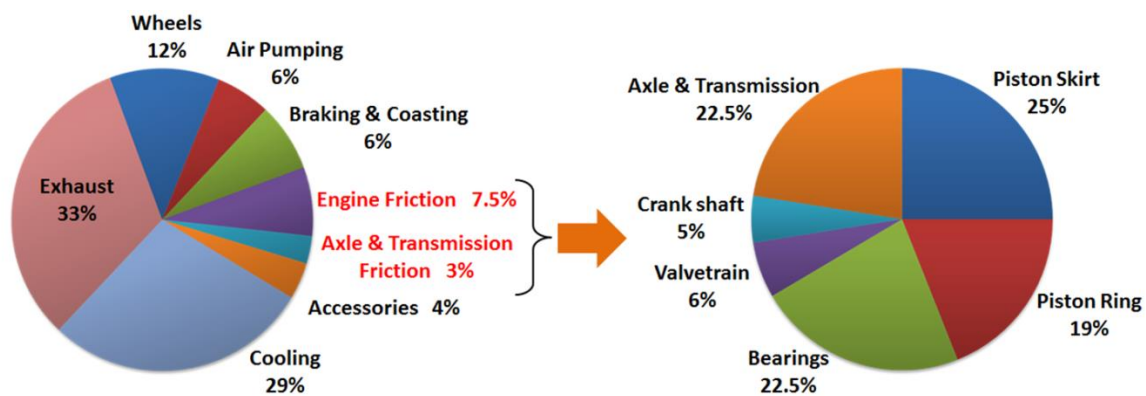 Wheels
12%
Air Pumping
6%
Braking & Coasting
6%
Engine Friction 7.5%
Axle & Transmission
Friction 3%
Accessories 4%
Cooling
29%
Exhaust
33%
Axle & Transmission
22.5%
Piston Skirt
25%
Crank shaft
5%
Valvetrain
6%
Bearings
22.5%
Piston Ring
19%